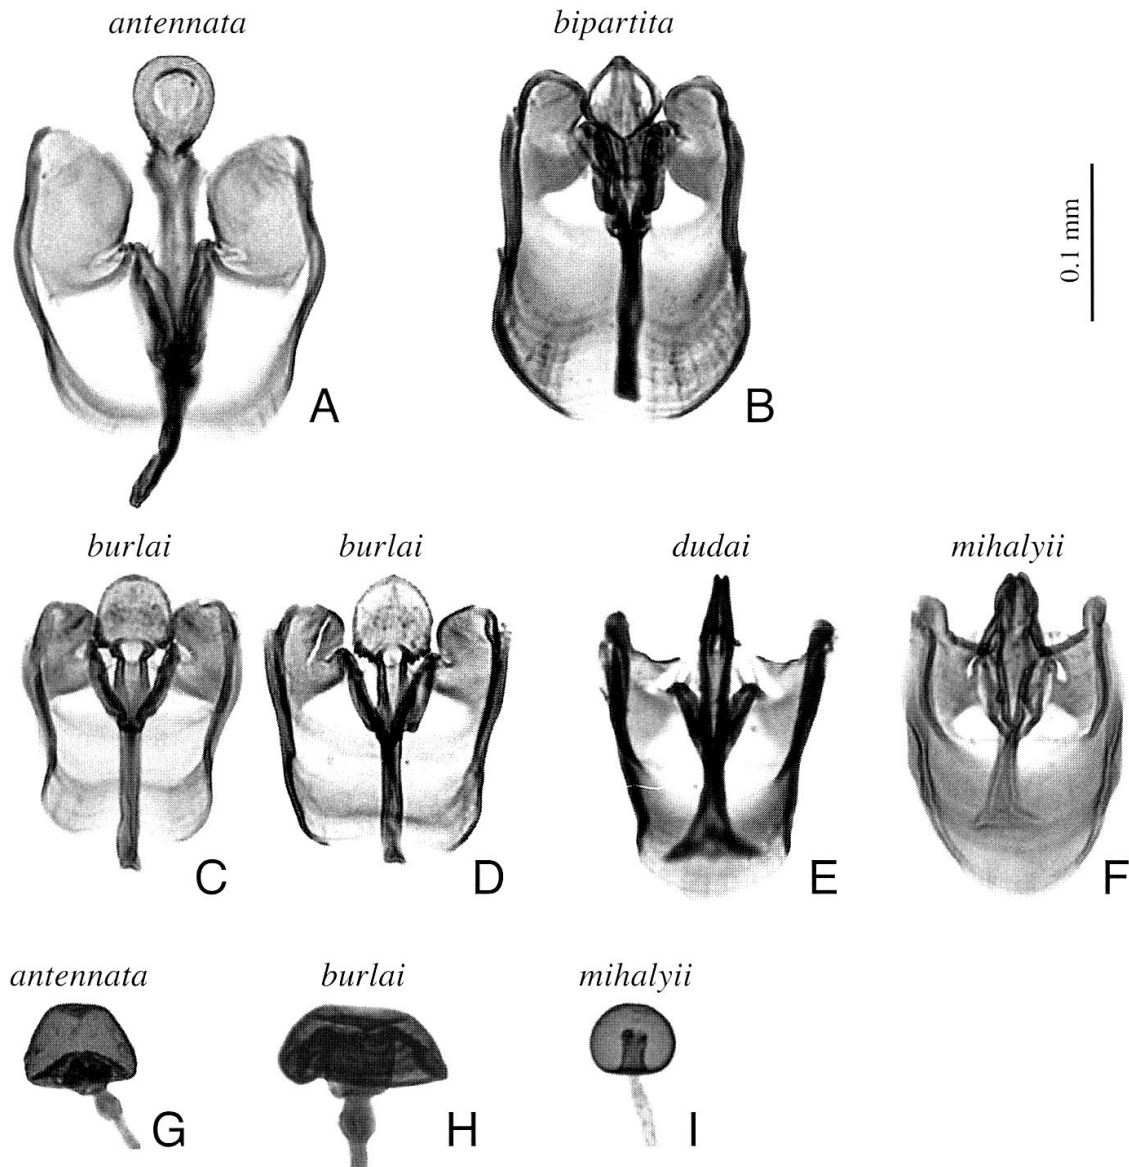 antennata
bipartita
0.1 mm
A
B
burlai
burlai
dudai
mihalyii
C
D
E
F
antennata
burlai
mihalyii
G
H
I